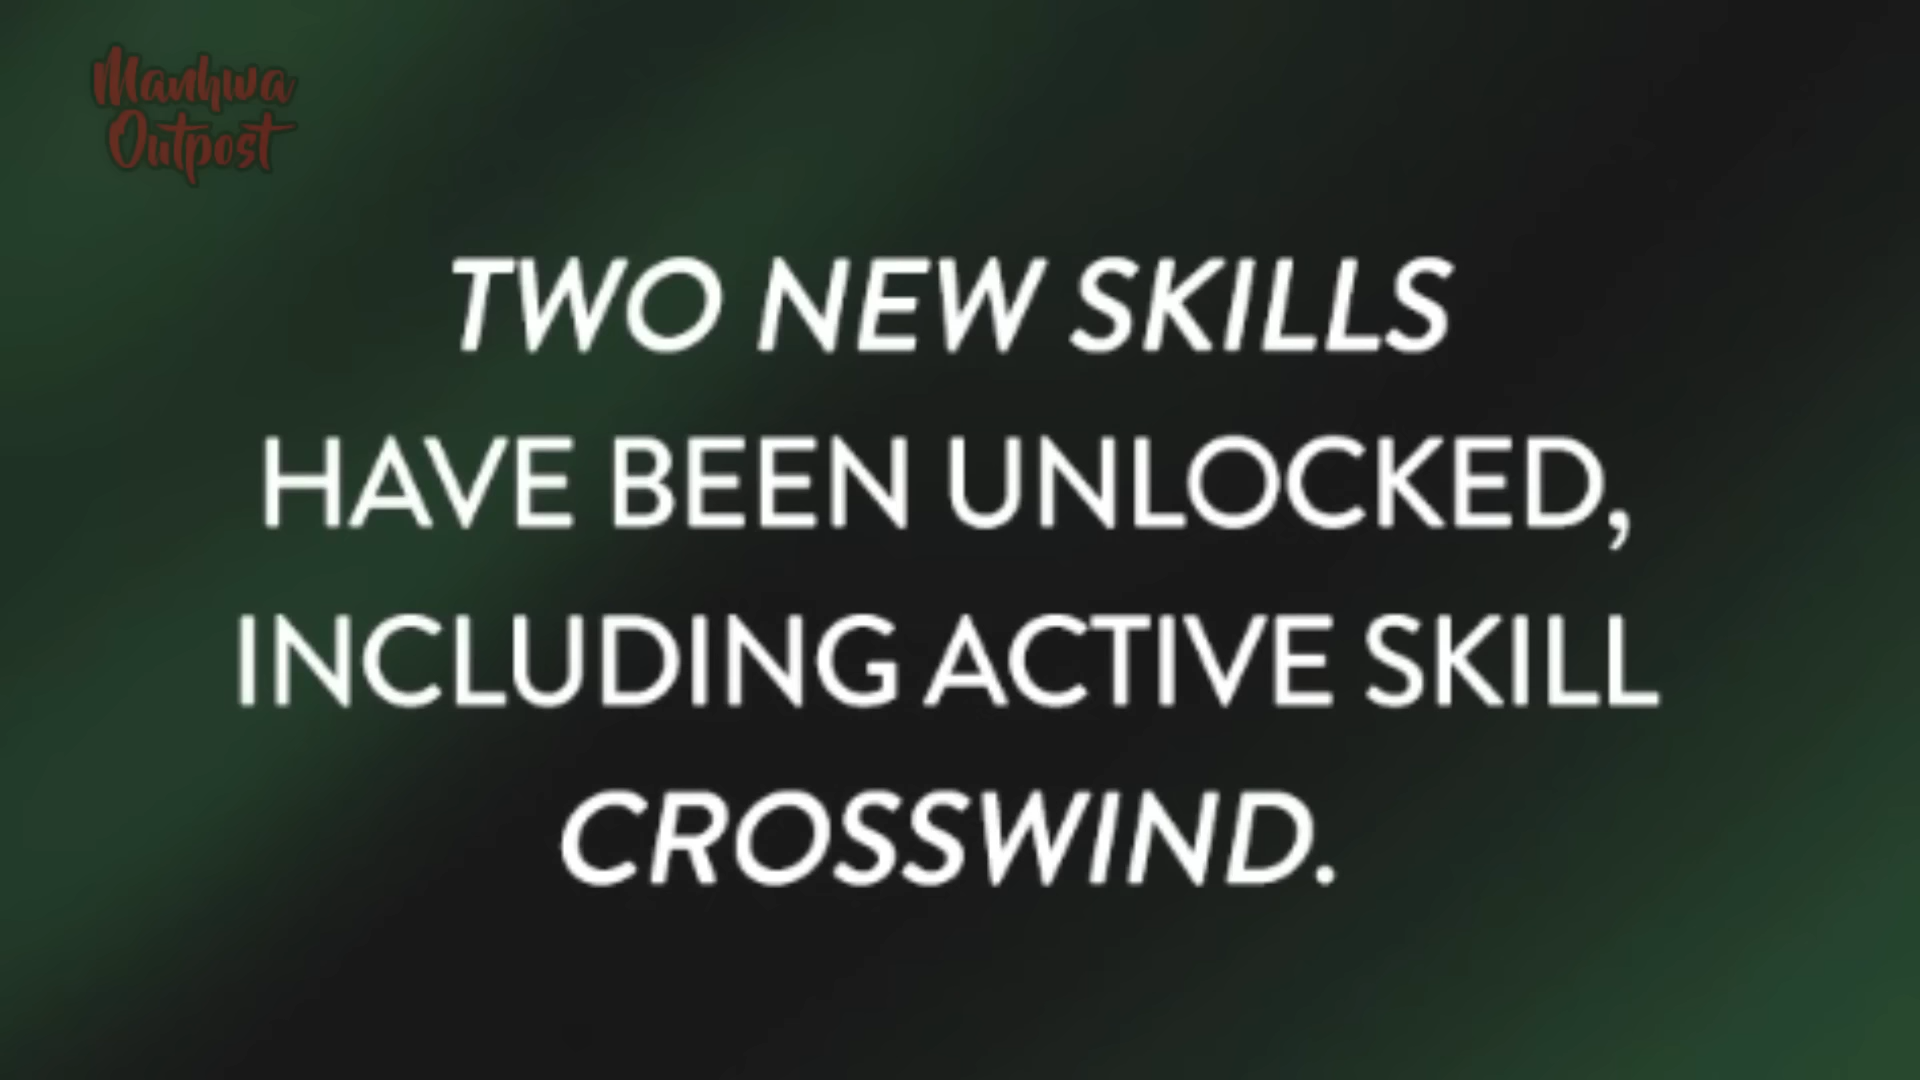 Manhwa
Outpost
TWO NEW SKILLS
HAVE BEEN UNLOCKED,
INCLUDING ACTIVE SKILL
CROSSWIND.